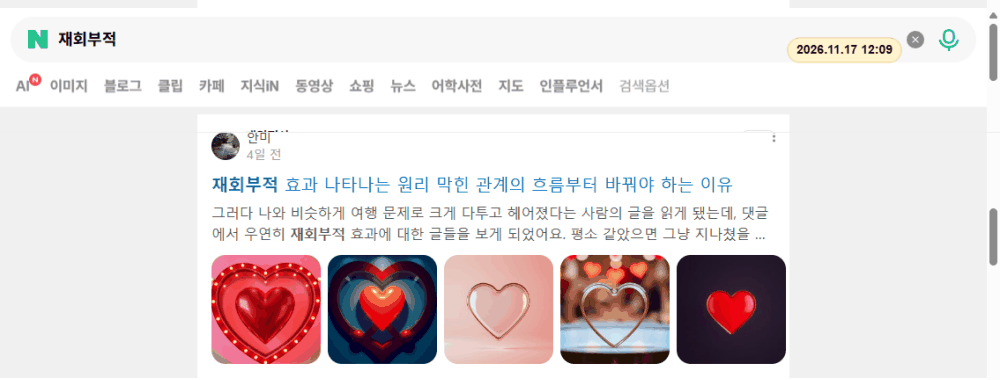 N 재회부적
2026.11.17 12:09
AI N 이미지 블로그 클립 카페 지식iN 동영상 쇼핑 뉴스 어학사전 지도 인플루언서 검색옵션
한미
4일 전
재회부적 효과 나타나는 원리 막힌 관계의 흐름부터 바꿔야 하는 이유
그러다 나와 비슷하게 여행 문제로 크게 다투고 헤어졌다는 사람의 글을 읽게 됐는데, 댓글
에서 우연히 재회부적 효과에 대한 글들을 보게 되었어요. 평소 같았으면 그냥 지나쳤을 ...